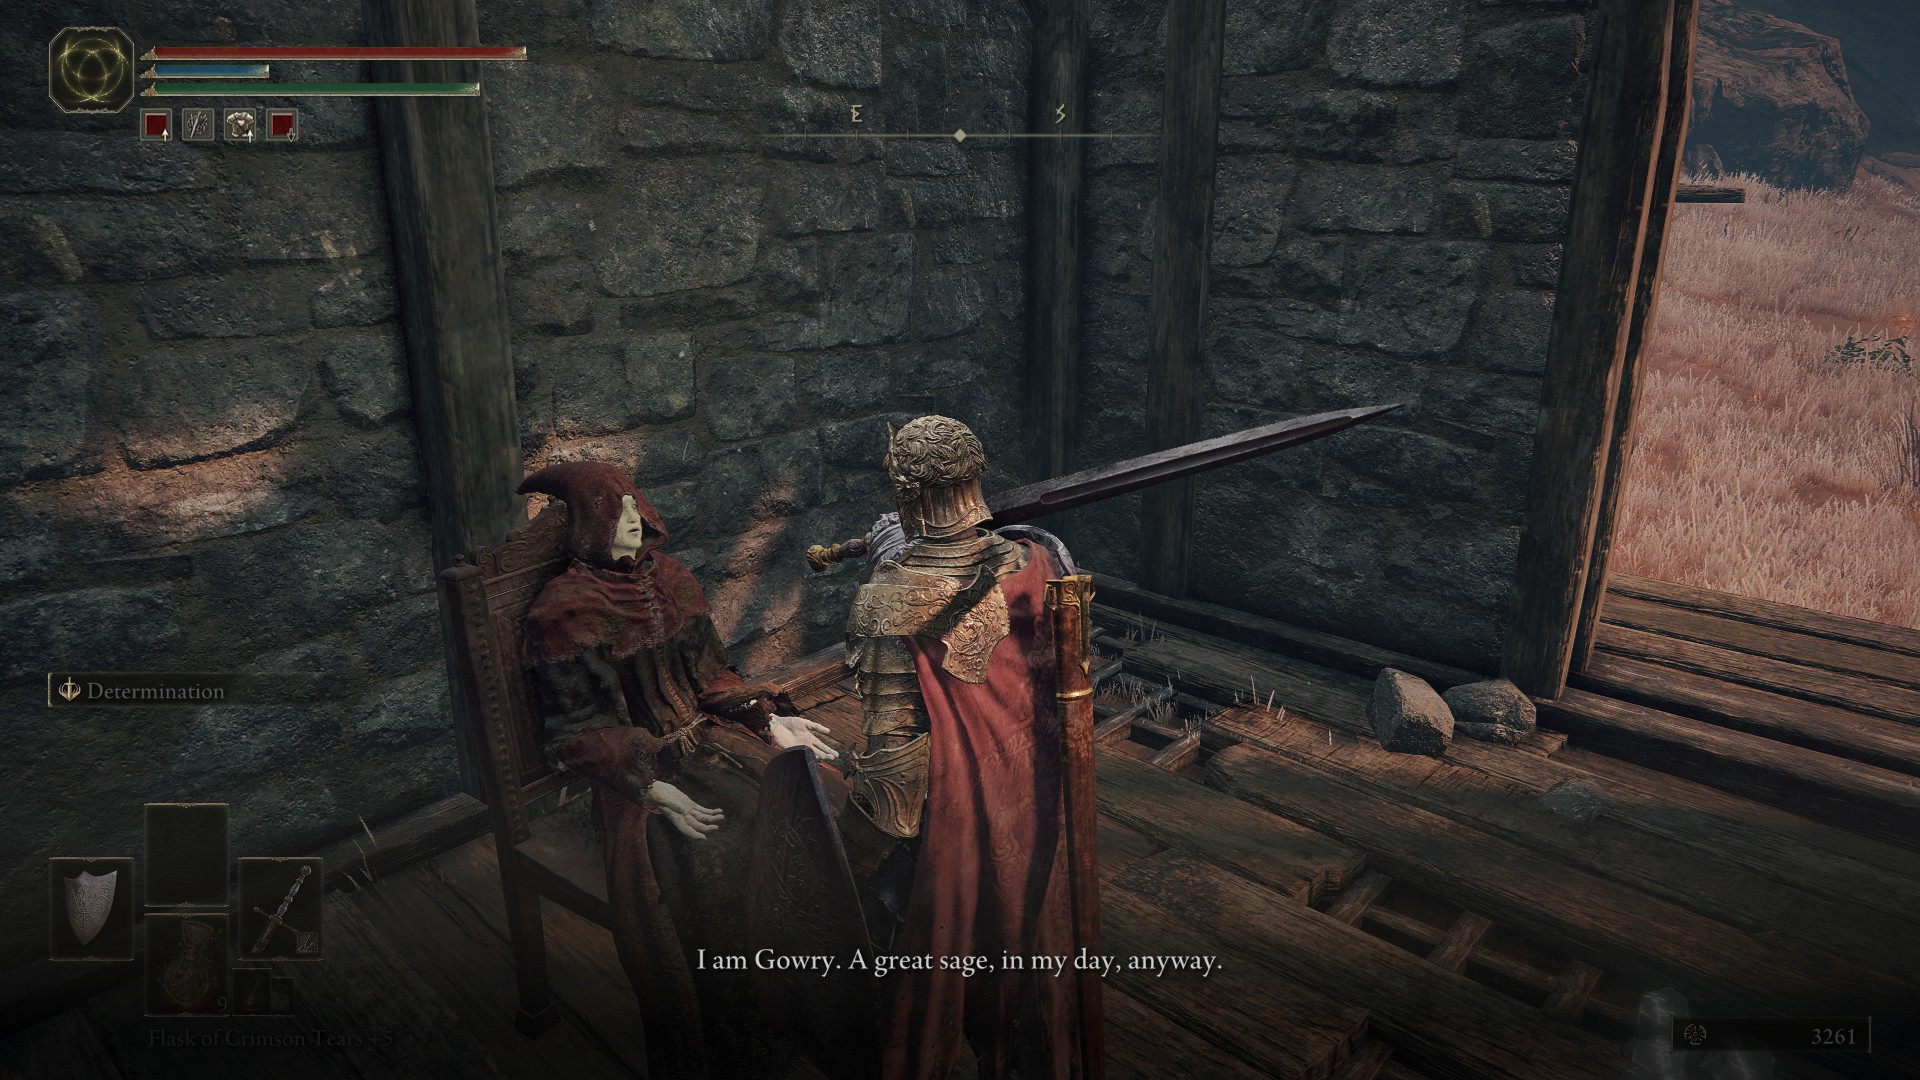 E S
Determination
I am Gowry. A great sage, in my day, anyway.
9
Flask of Crimson Tears +5
3261